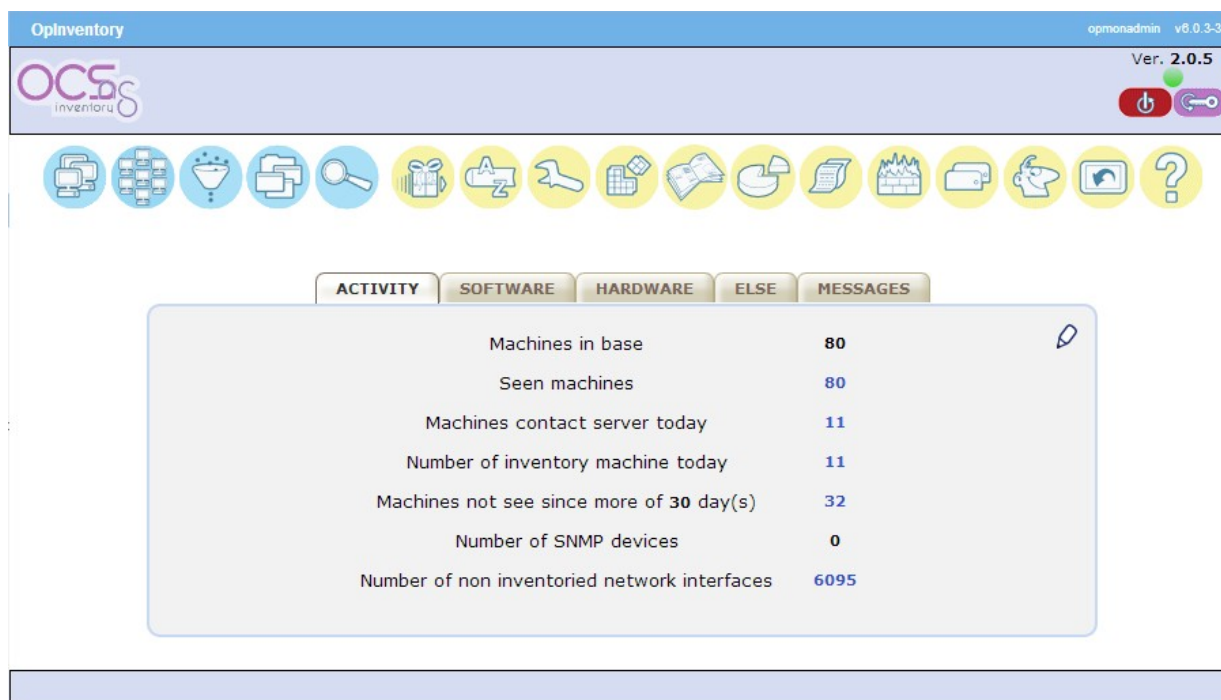 OpInventory
opmonadmin v6.0.3-3
Ver. 2.0.5
OCSng
inventory
A
Z
?
ACTIVITY SOFTWARE HARDWARE ELSE MESSAGES
Machines in base 80
Seen machines 80
Machines contact server today 11
Number of inventory machine today 11
Machines not see since more of 30 day(s) 32
Number of SNMP devices 0
Number of non inventoried network interfaces 6095